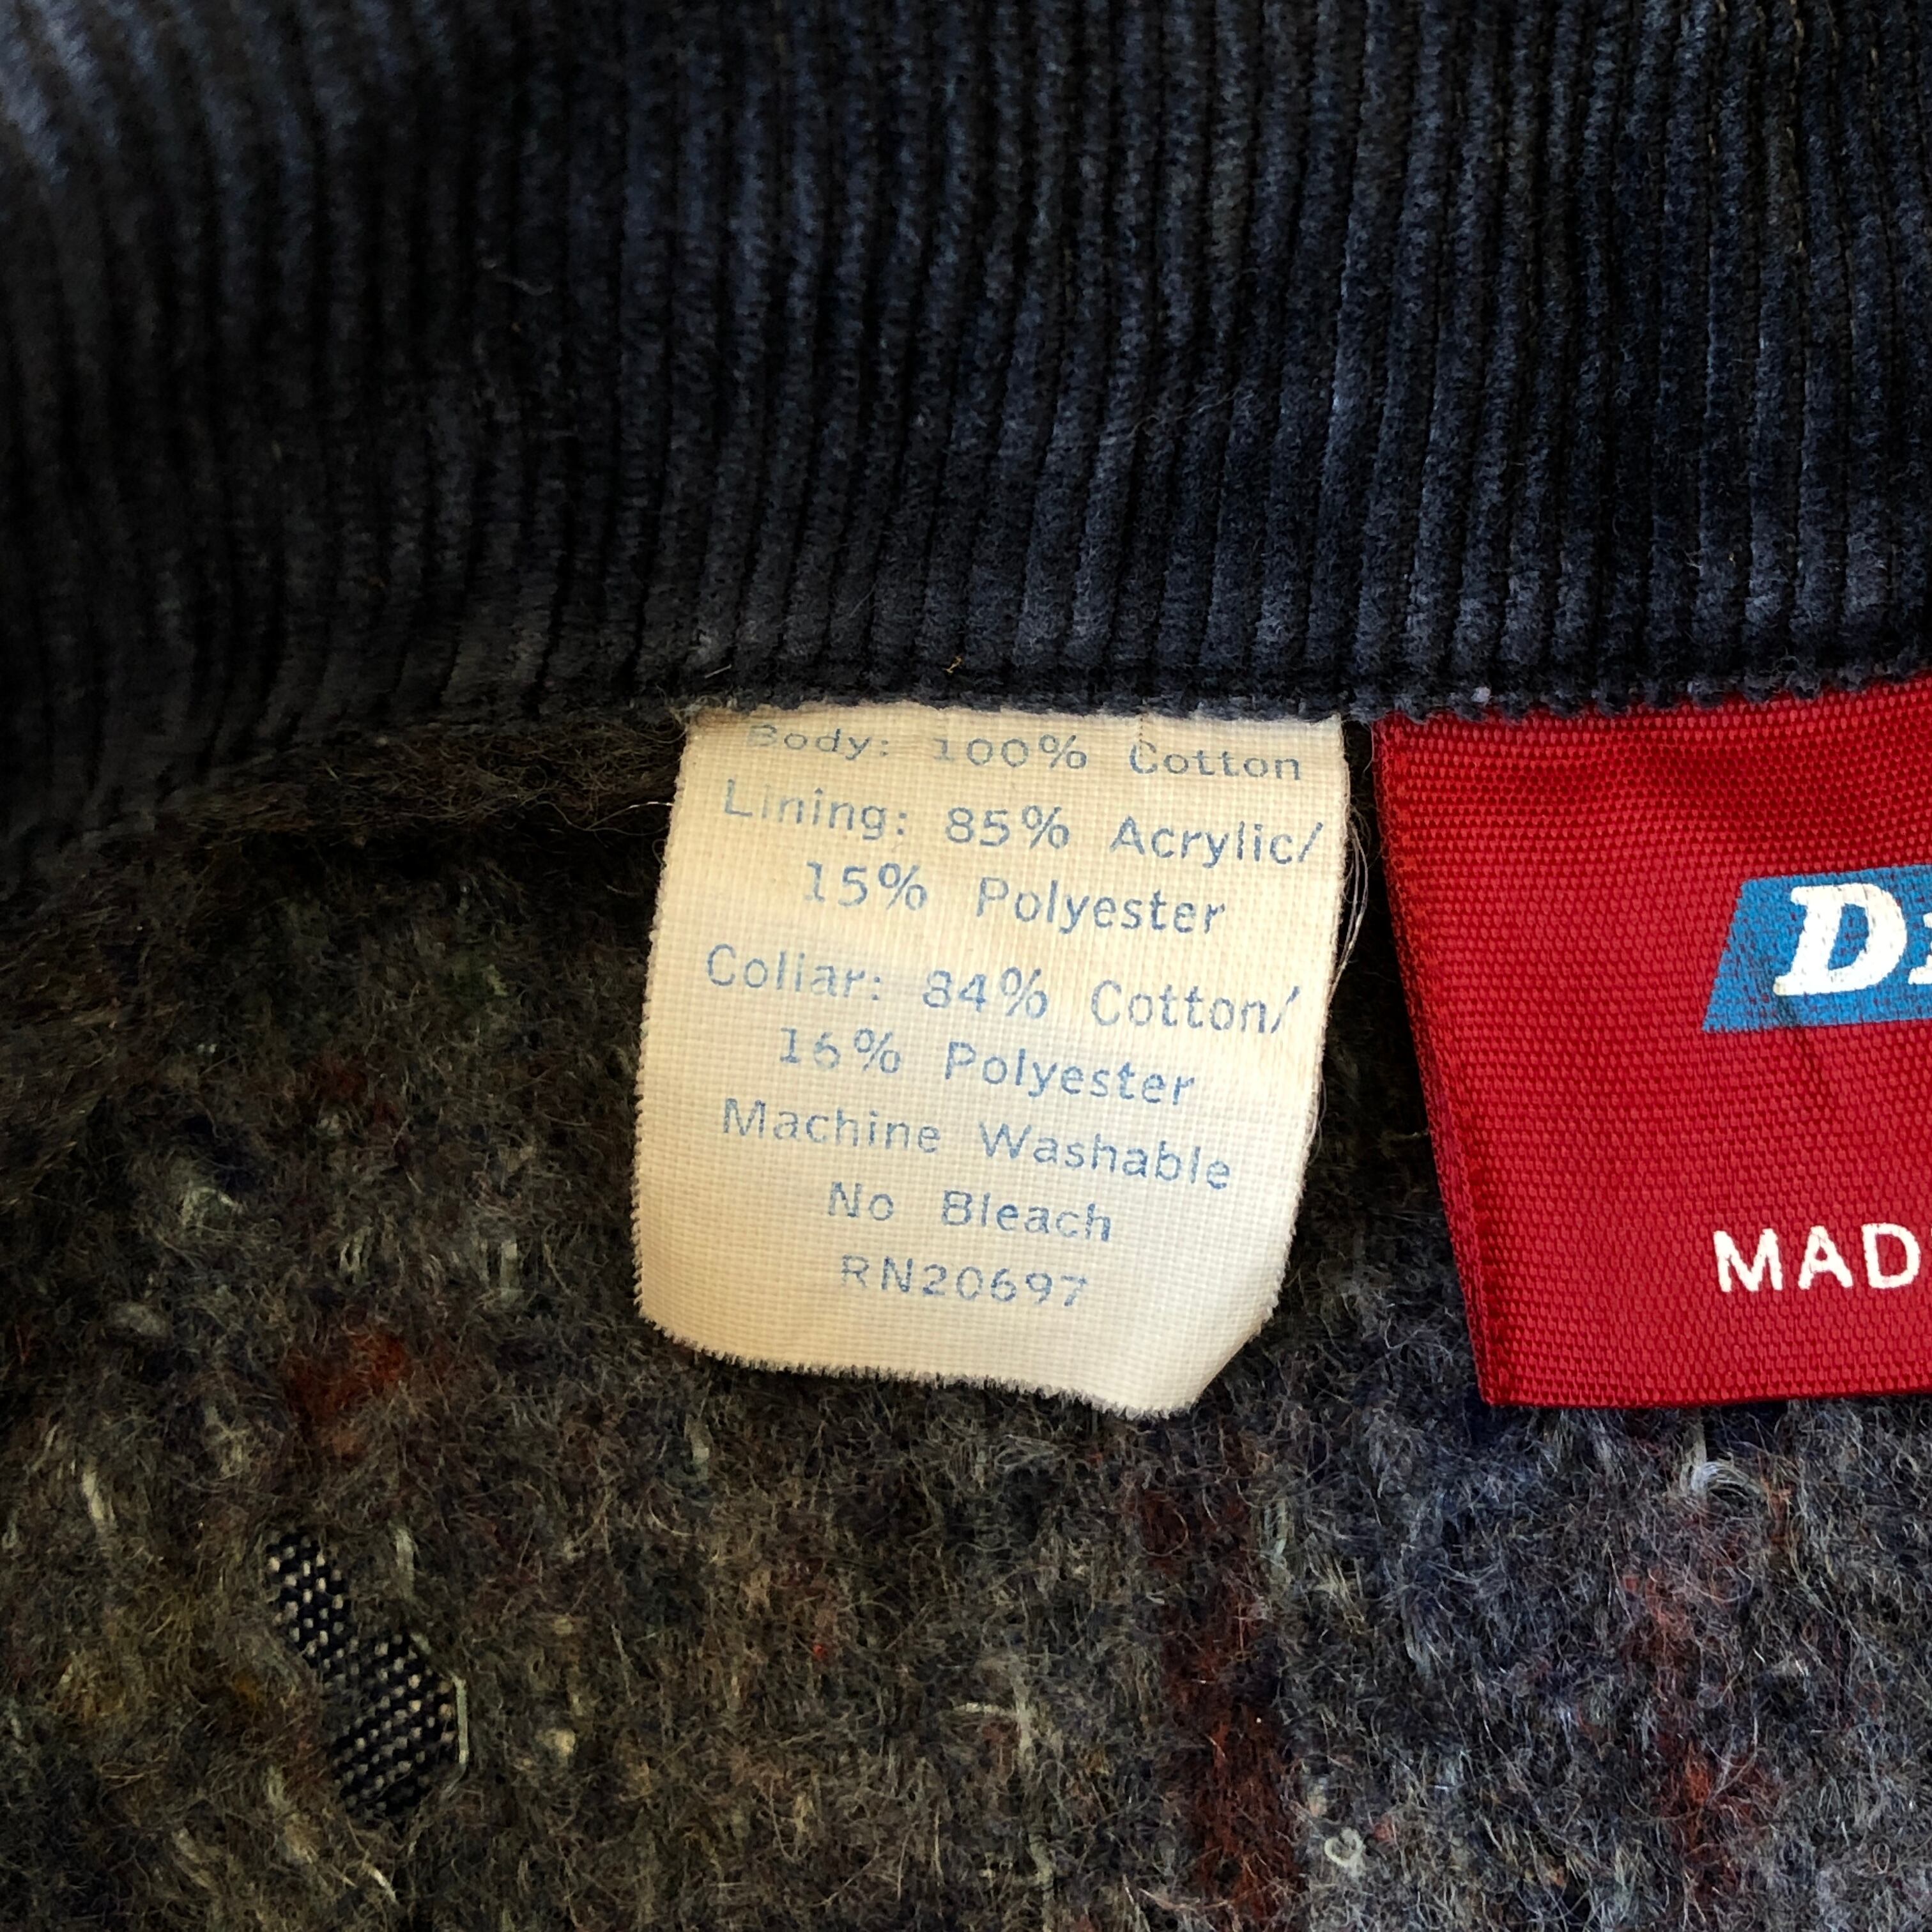 Body: 100% Cotton
Lining: 85% Acrylic/
15% Polyester
Collar: 84% Cotton/
16% Polyester
Machine Washable
No Bleach
RN20697
D
MAD